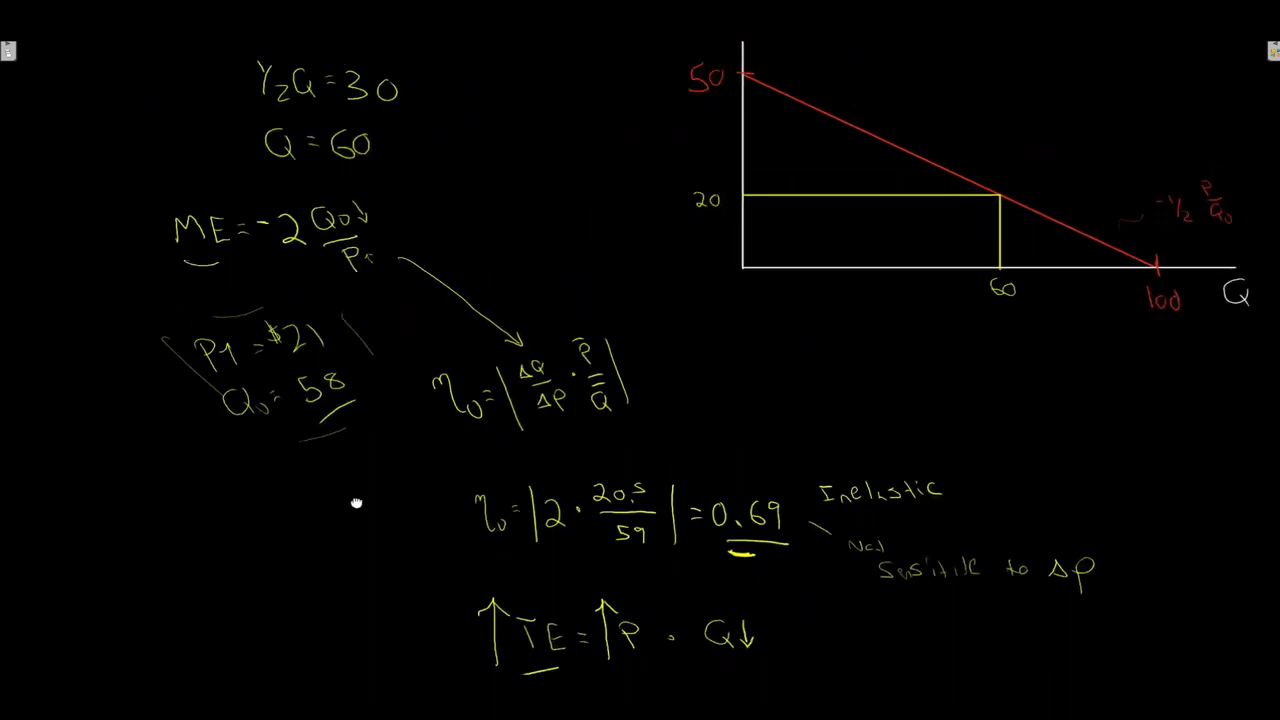 ½Q = 30
Q = 60
ME = -2 Q₀↓ / P↑
P↑ = $21
Q₀ = 58
η₀ = | ΔQ/ΔP · P̄/Q̄ |
η₀ = | 2 · 20.5/59 | = 0.69
Inelastic
Not
Sensitive to ΔP
↑TE = ↑P · Q↓
50
20
60
100
Q
-½ P/Q₀